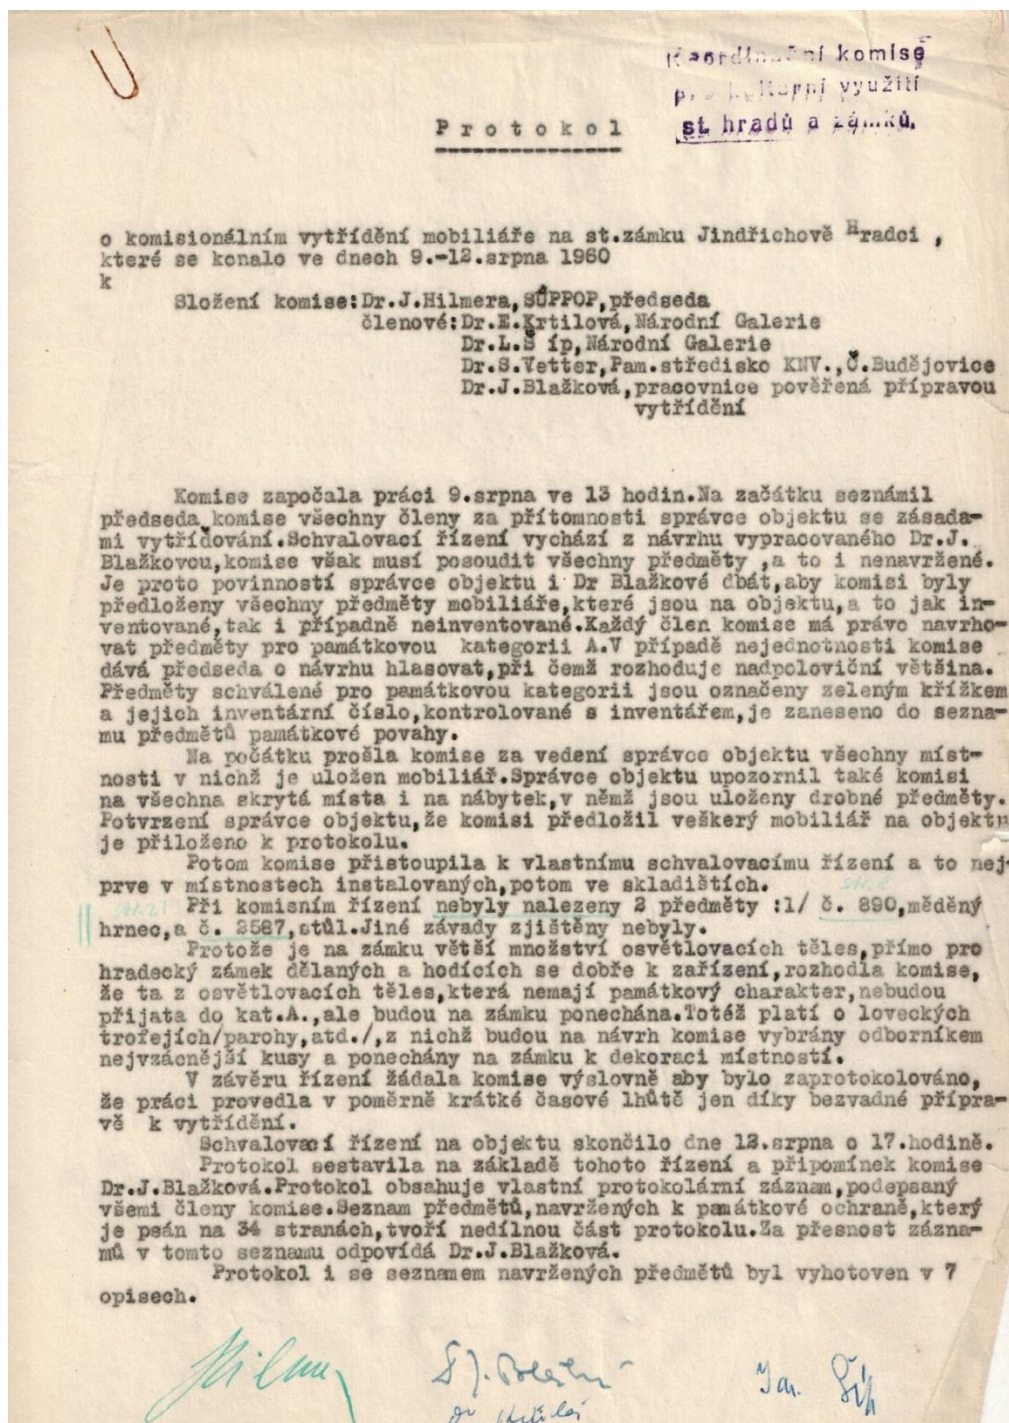 Koordinační komise
pro kulturní využití
st. hradů a zámků.
Protokol
o komisionálním vytřídění mobiliáře na st.zámku Jindřichově Hradci ,
které se konalo ve dnech 9.-12.srpna 1960
k
Složení komise:Dr.J.Hilmera,SÚPPOP,předseda
členové:Dr.E.Krtilová,Národní Galerie
Dr.L.Š íp,Národní Galerie
Dr.S.Vetter,Pam.středisko KNV.,Č.Budějovice
Dr.J.Blažková,pracovnice pověřená přípravou
vytřídění
Komise započala práci 9.srpna ve 13 hodin.Na začátku seznámil
předseda komise všechny členy za přítomnosti správce objektu se zásada-
mi vytřiďování.Schvalovací řízení vychází z návrhu vypracovaného Dr.J.
Blažkovou,komise však musí posoudit všechny předměty ,a to i nenavržené.
Je proto povinností správce objektu i Dr Blažkové dbát,aby komisi byly
předloženy všechny předměty mobiliáře,které jsou na objektu,a to jak in-
ventované,tak i případně neinventované.Každý člen komise má právo navrho-
vat předměty pro památkovou kategorii A.V případě nejednotnosti komise
dává předseda o návrhu hlasovat,při čemž rozhoduje nadpoloviční většina.
Předměty schválené pro památkovou kategorii jsou označeny zeleným křížkem
a jejich inventární číslo,kontrolované s inventářem,je zaneseno do sezna-
mu předmětů památkové povahy.
Na počátku prošla komise za vedení správce objektu všechny míst-
nosti v nichž je uložen mobiliář.Správce objektu upozornil také komisi
na všechna skrytá místa i na nábytek,v němž jsou uloženy drobné předměty.
Potvrzení správce objektu,že komisi předložil veškerý mobiliář na objektu
je přiloženo k protokolu.
Potom komise přistoupila k vlastnímu schvalovacímu řízení a to nej-
prve v místnostech instalovaných,potom ve skladištích.
Při komisním řízení nebyly nalezeny 2 předměty :1/ č. 890,měděný
hrnec,a č. 2587,stůl.Jiné závady zjištěny nebyly.
Protože je na zámku větší množství osvětlovacích těles,přímo pro
hradecký zámek dělaných a hodících se dobře k zařízení,rozhodla komise,
že ta z osvětlovacích těles,která nemají památkový charakter,nebudou
přijata do kat.A.,ale budou na zámku ponechána.Totéž platí o loveckých
trofejích/parohy,atd./,z nichž budou na návrh komise vybrány odborníkem
nejvzácnější kusy a ponechány na zámku k dekoraci místností.
V závěru řízení žádala komise výslovně aby bylo zaprotokolováno,
že práci provedla v poměrně krátké časové lhůtě jen díky bezvadné přípra-
vě k vytřídění.
Schvalovací řízení na objektu skončilo dne 12.srpna o 17.hodině.
Protokol sestavila na základě tohoto řízení a připomínek komise
Dr.J.Blažková.Protokol obsahuje vlastní protokolární záznam,podepsaný
všemi členy komise.Seznam předmětů,navržených k památkové ochraně,který
je psán na 34 stranách,tvoří nedílnou část protokolu.Za přesnost zázna-
mů v tomto seznamu odpovídá Dr.J.Blažková.
Protokol i se seznamem navržených předmětů byl vyhotoven v 7
opisech.